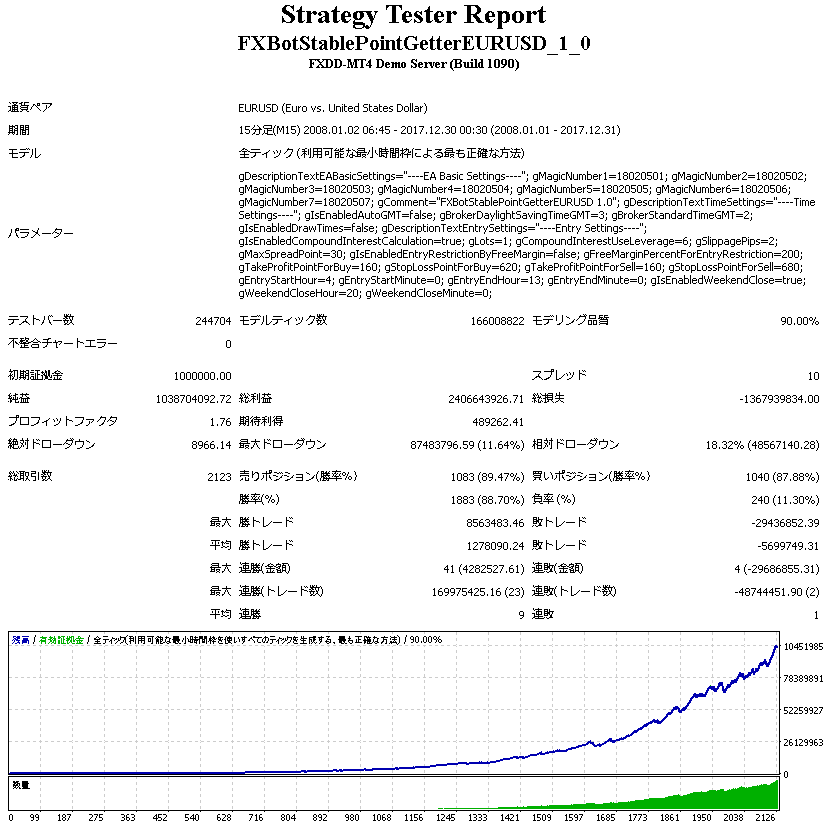 Strategy Tester Report
FXBotStablePointGetterEURUSD_1_0
FXDD-MT4 Demo Server (Build 1090)
通貨ペア EURUSD (Euro vs. United States Dollar)
期間 15分足(M15) 2008.01.02 06:45 - 2017.12.30 00:30 (2008.01.01 - 2017.12.31)
モデル 全ティック (利用可能な最小時間枠による最も正確な方法)
パラメーター
gDescriptionTextEABasicSettings="----EA Basic Settings----"; gMagicNumber1=18020501; gMagicNumber2=18020502;
gMagicNumber3=18020503; gMagicNumber4=18020504; gMagicNumber5=18020505; gMagicNumber6=18020506;
gMagicNumber7=18020507; gComment="FXBotStablePointGetterEURUSD 1.0"; gDescriptionTextTimeSettings="----Time
Settings----"; gIsEnabledAutoGMT=false; gBrokerDaylightSavingTimeGMT=3; gBrokerStandardTimeGMT=2;
gIsEnabledDrawTimes=false; gDescriptionTextEntrySettings="----Entry Settings----";
gIsEnabledCompoundInterestCalculation=true; gLots=1; gCompoundInterestUseLeverage=6; gSlippagePips=2;
gMaxSpreadPoint=30; gIsEnabledEntryRestrictionByFreeMargin=false; gFreeMarginPercentForEntryRestriction=200;
gTakeProfitPointForBuy=160; gStopLossPointForBuy=620; gTakeProfitPointForSell=160; gStopLossPointForSell=680;
gEntryStartHour=4; gEntryStartMinute=0; gEntryEndHour=13; gEntryEndMinute=0; gIsEnabledWeekendClose=true;
gWeekendCloseHour=20; gWeekendCloseMinute=0;
テストバー数 244704 モデルティック数 166008822 モデリング品質 90.00%
不整合チャートエラー 0
初期証拠金 1000000.00 スプレッド 10
純益 1038704092.72 総利益 2406643926.71 総損失 -1367939834.00
プロフィットファクタ 1.76 期待利得 489262.41
絶対ドローダウン 8966.14 最大ドローダウン 87483796.59 (11.64%) 相対ドローダウン 18.32% (48567140.28)
総取引数 2123 売りポジション(勝率%) 1083 (89.47%) 買いポジション(勝率%) 1040 (87.88%)
勝率(%) 1883 (88.70%) 負率 (%) 240 (11.30%)
最大 勝トレード 8563483.46 敗トレード -29436852.39
平均 勝トレード 1278090.24 敗トレード -5699749.31
最大 連勝(金額) 41 (4282527.61) 連敗(金額) 4 (-29686855.31)
最大 連勝(トレード数) 169975425.16 (23) 連敗(トレード数) -48744451.90 (2)
平均 連勝 9 連敗 1
残高 / 有効証拠金 / 全ティック(利用可能な最小時間枠を使いすべてのティックを生成する、最も正確な方法) / 90.00%
10451985
78389891
52259927
26129963
0
数量
0 99 187 275 363 452 540 628 716 804 892 980 1068 1156 1245 1333 1421 1509 1597 1685 1773 1861 1950 2038 2126